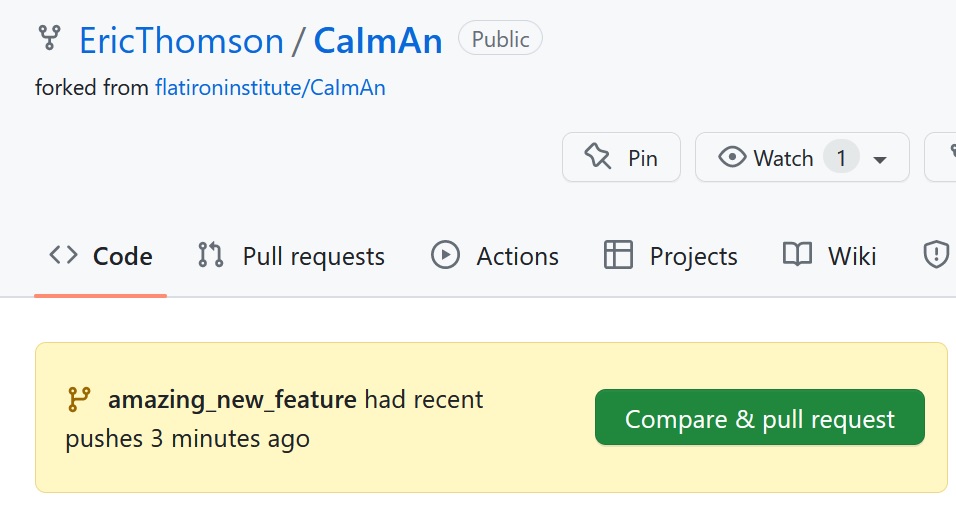 EricThomson / CaImAn Public
forked from flatironinstitute/CaImAn
Pin Watch 1
Code Pull requests Actions Projects Wiki
amazing_new_feature had recent
pushes 3 minutes ago
Compare & pull request